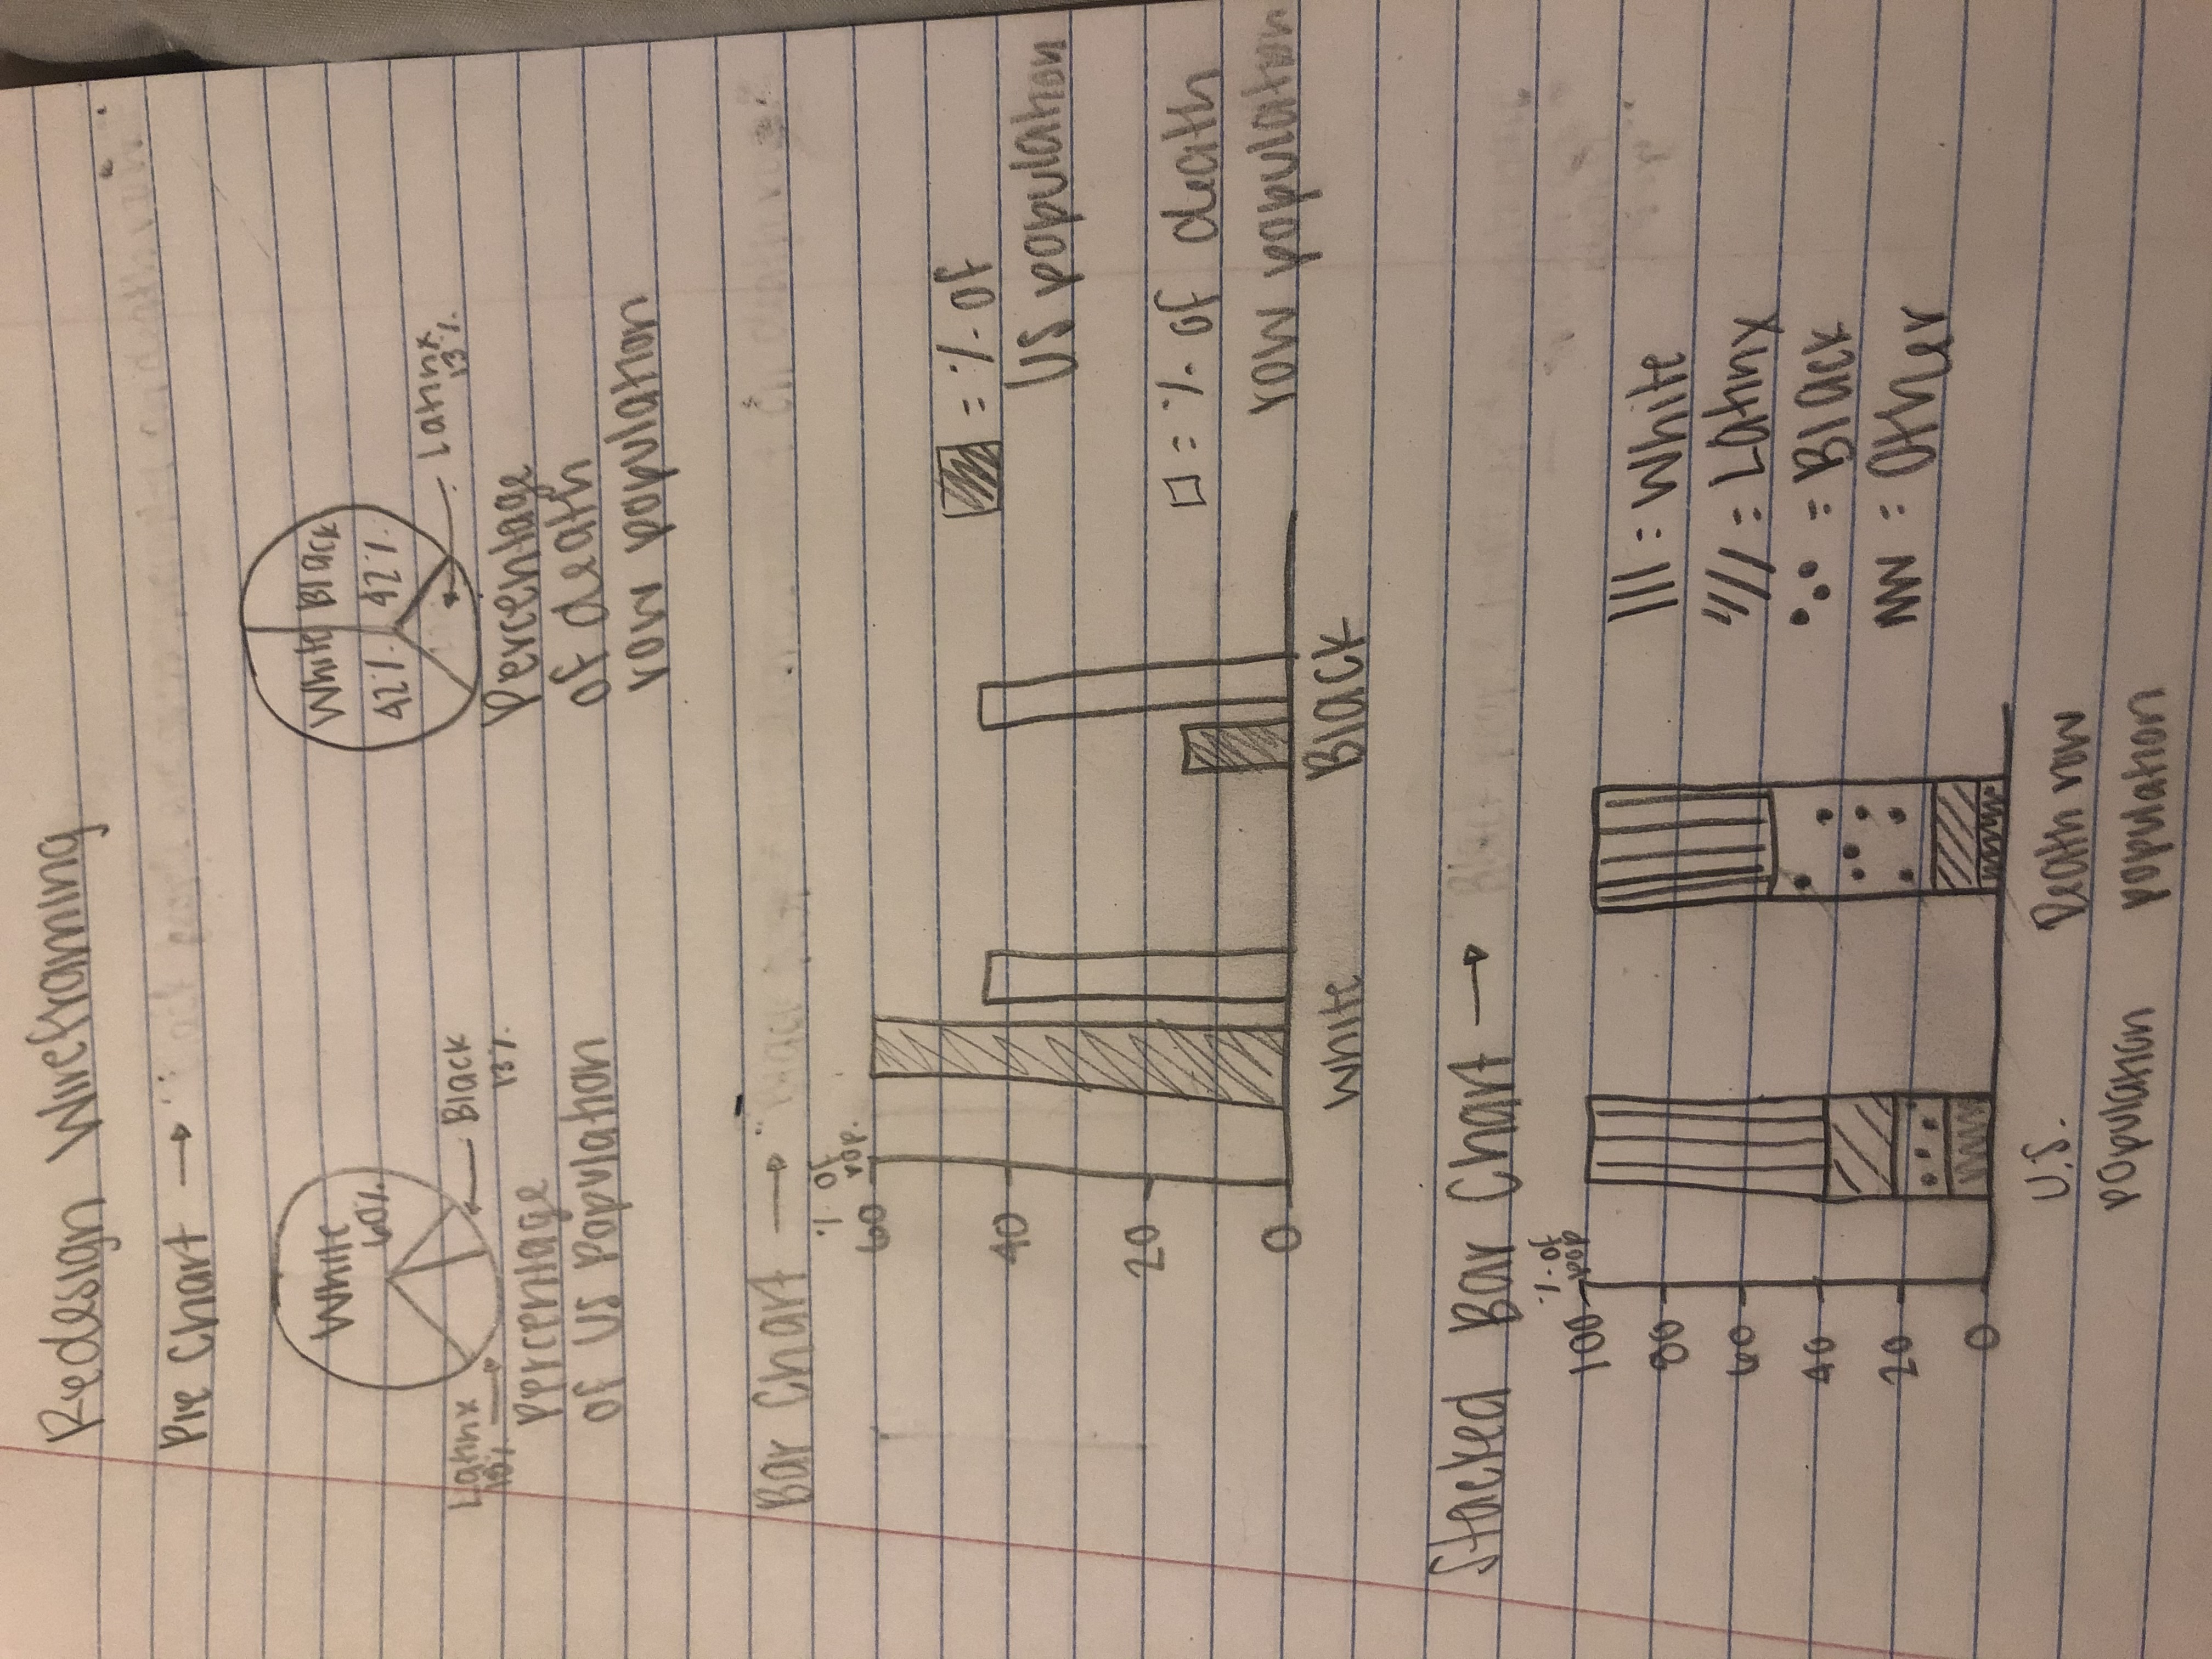 Redesign Wireframing
Pie Chart →
White
60%
Latinx
Black
13%
Percentage
of US Population
White Black
42% 42%
Latinx
13%
Percentage
of death
row population
Bar Chart →
% of
pop.
60
40
20
0
White Black
= % of
US population
= % of death
row population
Stacked Bar Chart →
% of
pop
100
80
60
40
20
0
U.S.
population
Death row
population
||| = White
//// = Latinx
= Black
= Other